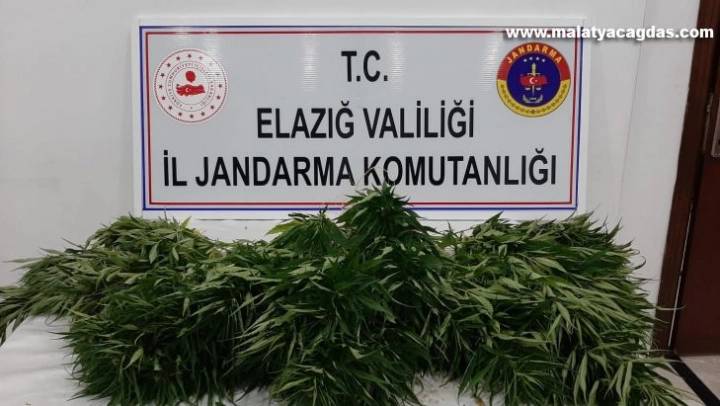 www.malatyacagdas.com
T.C.
ELAZIĞ VALİLİĞİ
İL JANDARMA KOMUTANLIĞI
JANDARMA